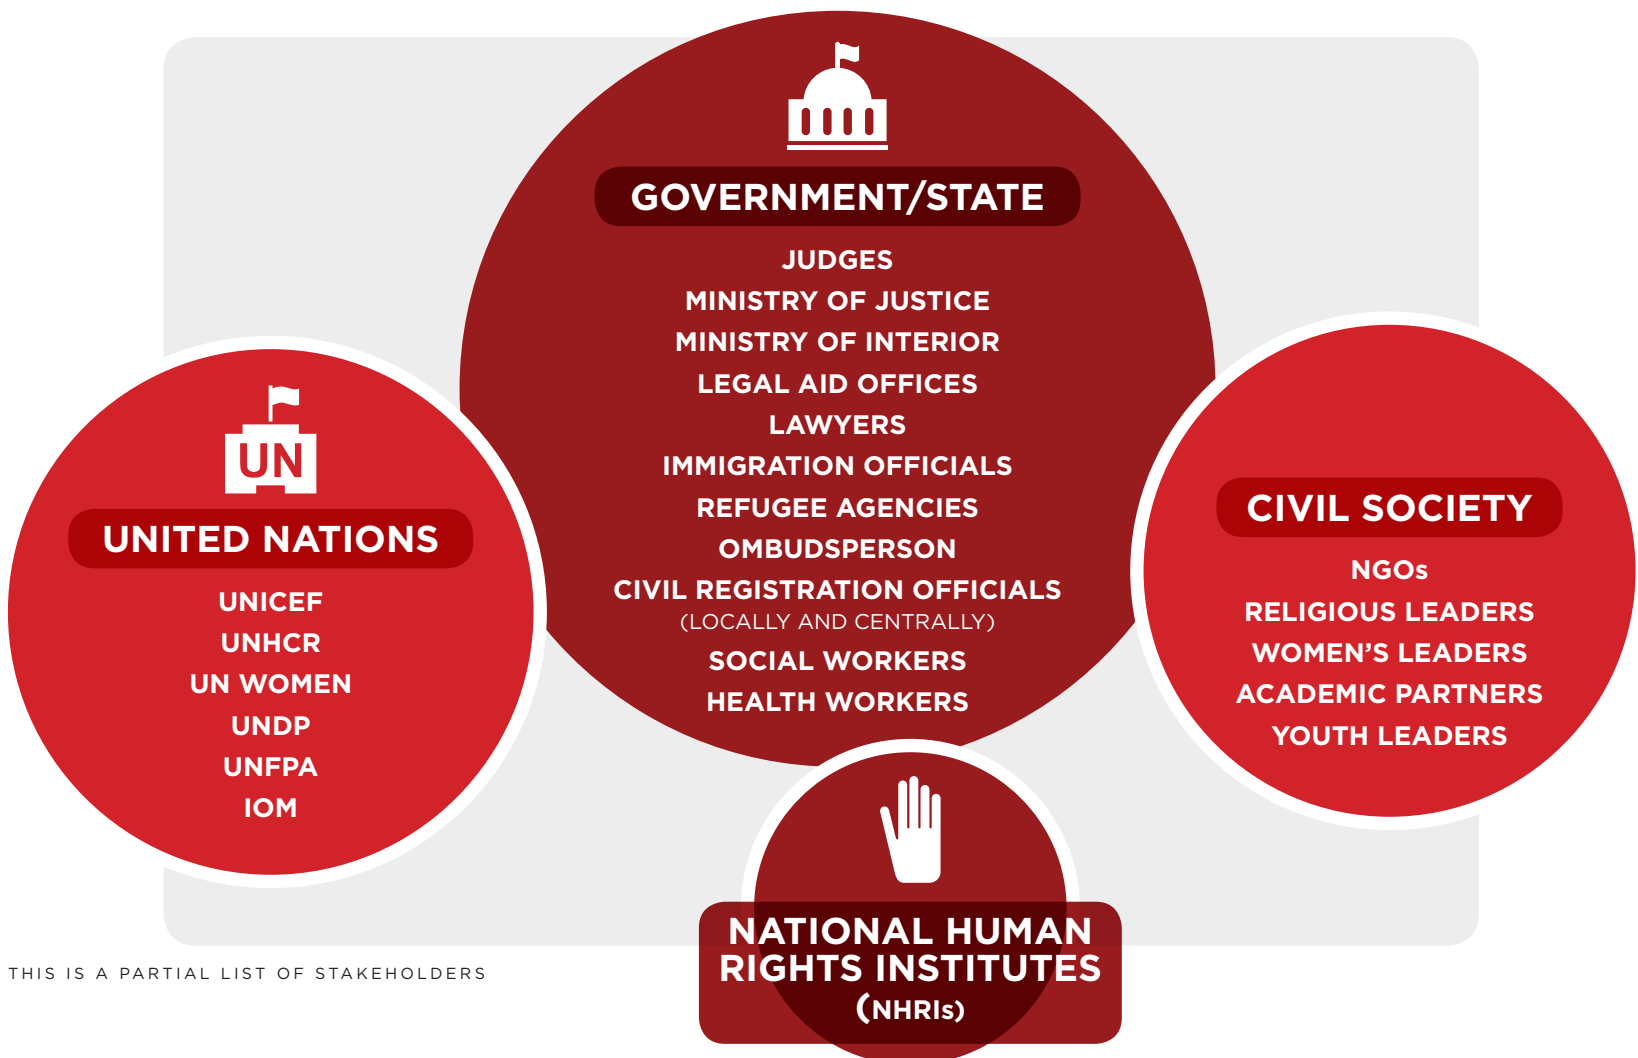 GOVERNMENT/STATE
JUDGES
MINISTRY OF JUSTICE
MINISTRY OF INTERIOR
LEGAL AID OFFICES
LAWYERS
IMMIGRATION OFFICIALS
REFUGEE AGENCIES
OMBUDSPERSON
CIVIL REGISTRATION OFFICIALS
(LOCALLY AND CENTRALLY)
SOCIAL WORKERS
HEALTH WORKERS
UN
UNITED NATIONS
UNICEF
UNHCR
UN WOMEN
UNDP
UNFPA
IOM
CIVIL SOCIETY
NGOs
RELIGIOUS LEADERS
WOMEN’S LEADERS
ACADEMIC PARTNERS
YOUTH LEADERS
NATIONAL HUMAN
RIGHTS INSTITUTES
(NHRIs)
THIS IS A PARTIAL LIST OF STAKEHOLDERS